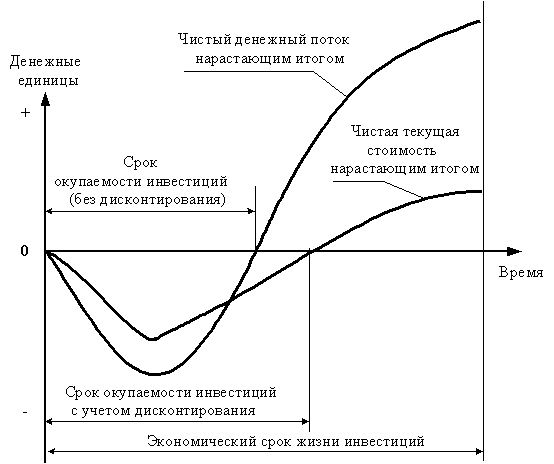 Чистый денежный поток
нарастающим итогом
Денежные
единицы
+
Чистая текущая
стоимость
нарастающим итогом
Срок
окупаемости инвестиций
(без дисконтирования)
0
Время
Срок окупаемости инвестиций
с учетом дисконтирования
-
Экономический срок жизни инвестиций